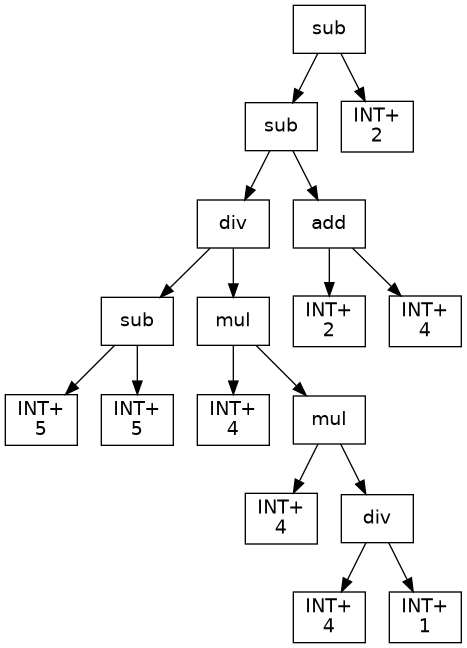 sub
sub
INT+
2
div
add
sub
mul
INT+
2
INT+
4
INT+
5
INT+
5
INT+
4
mul
INT+
4
div
INT+
4
INT+
1